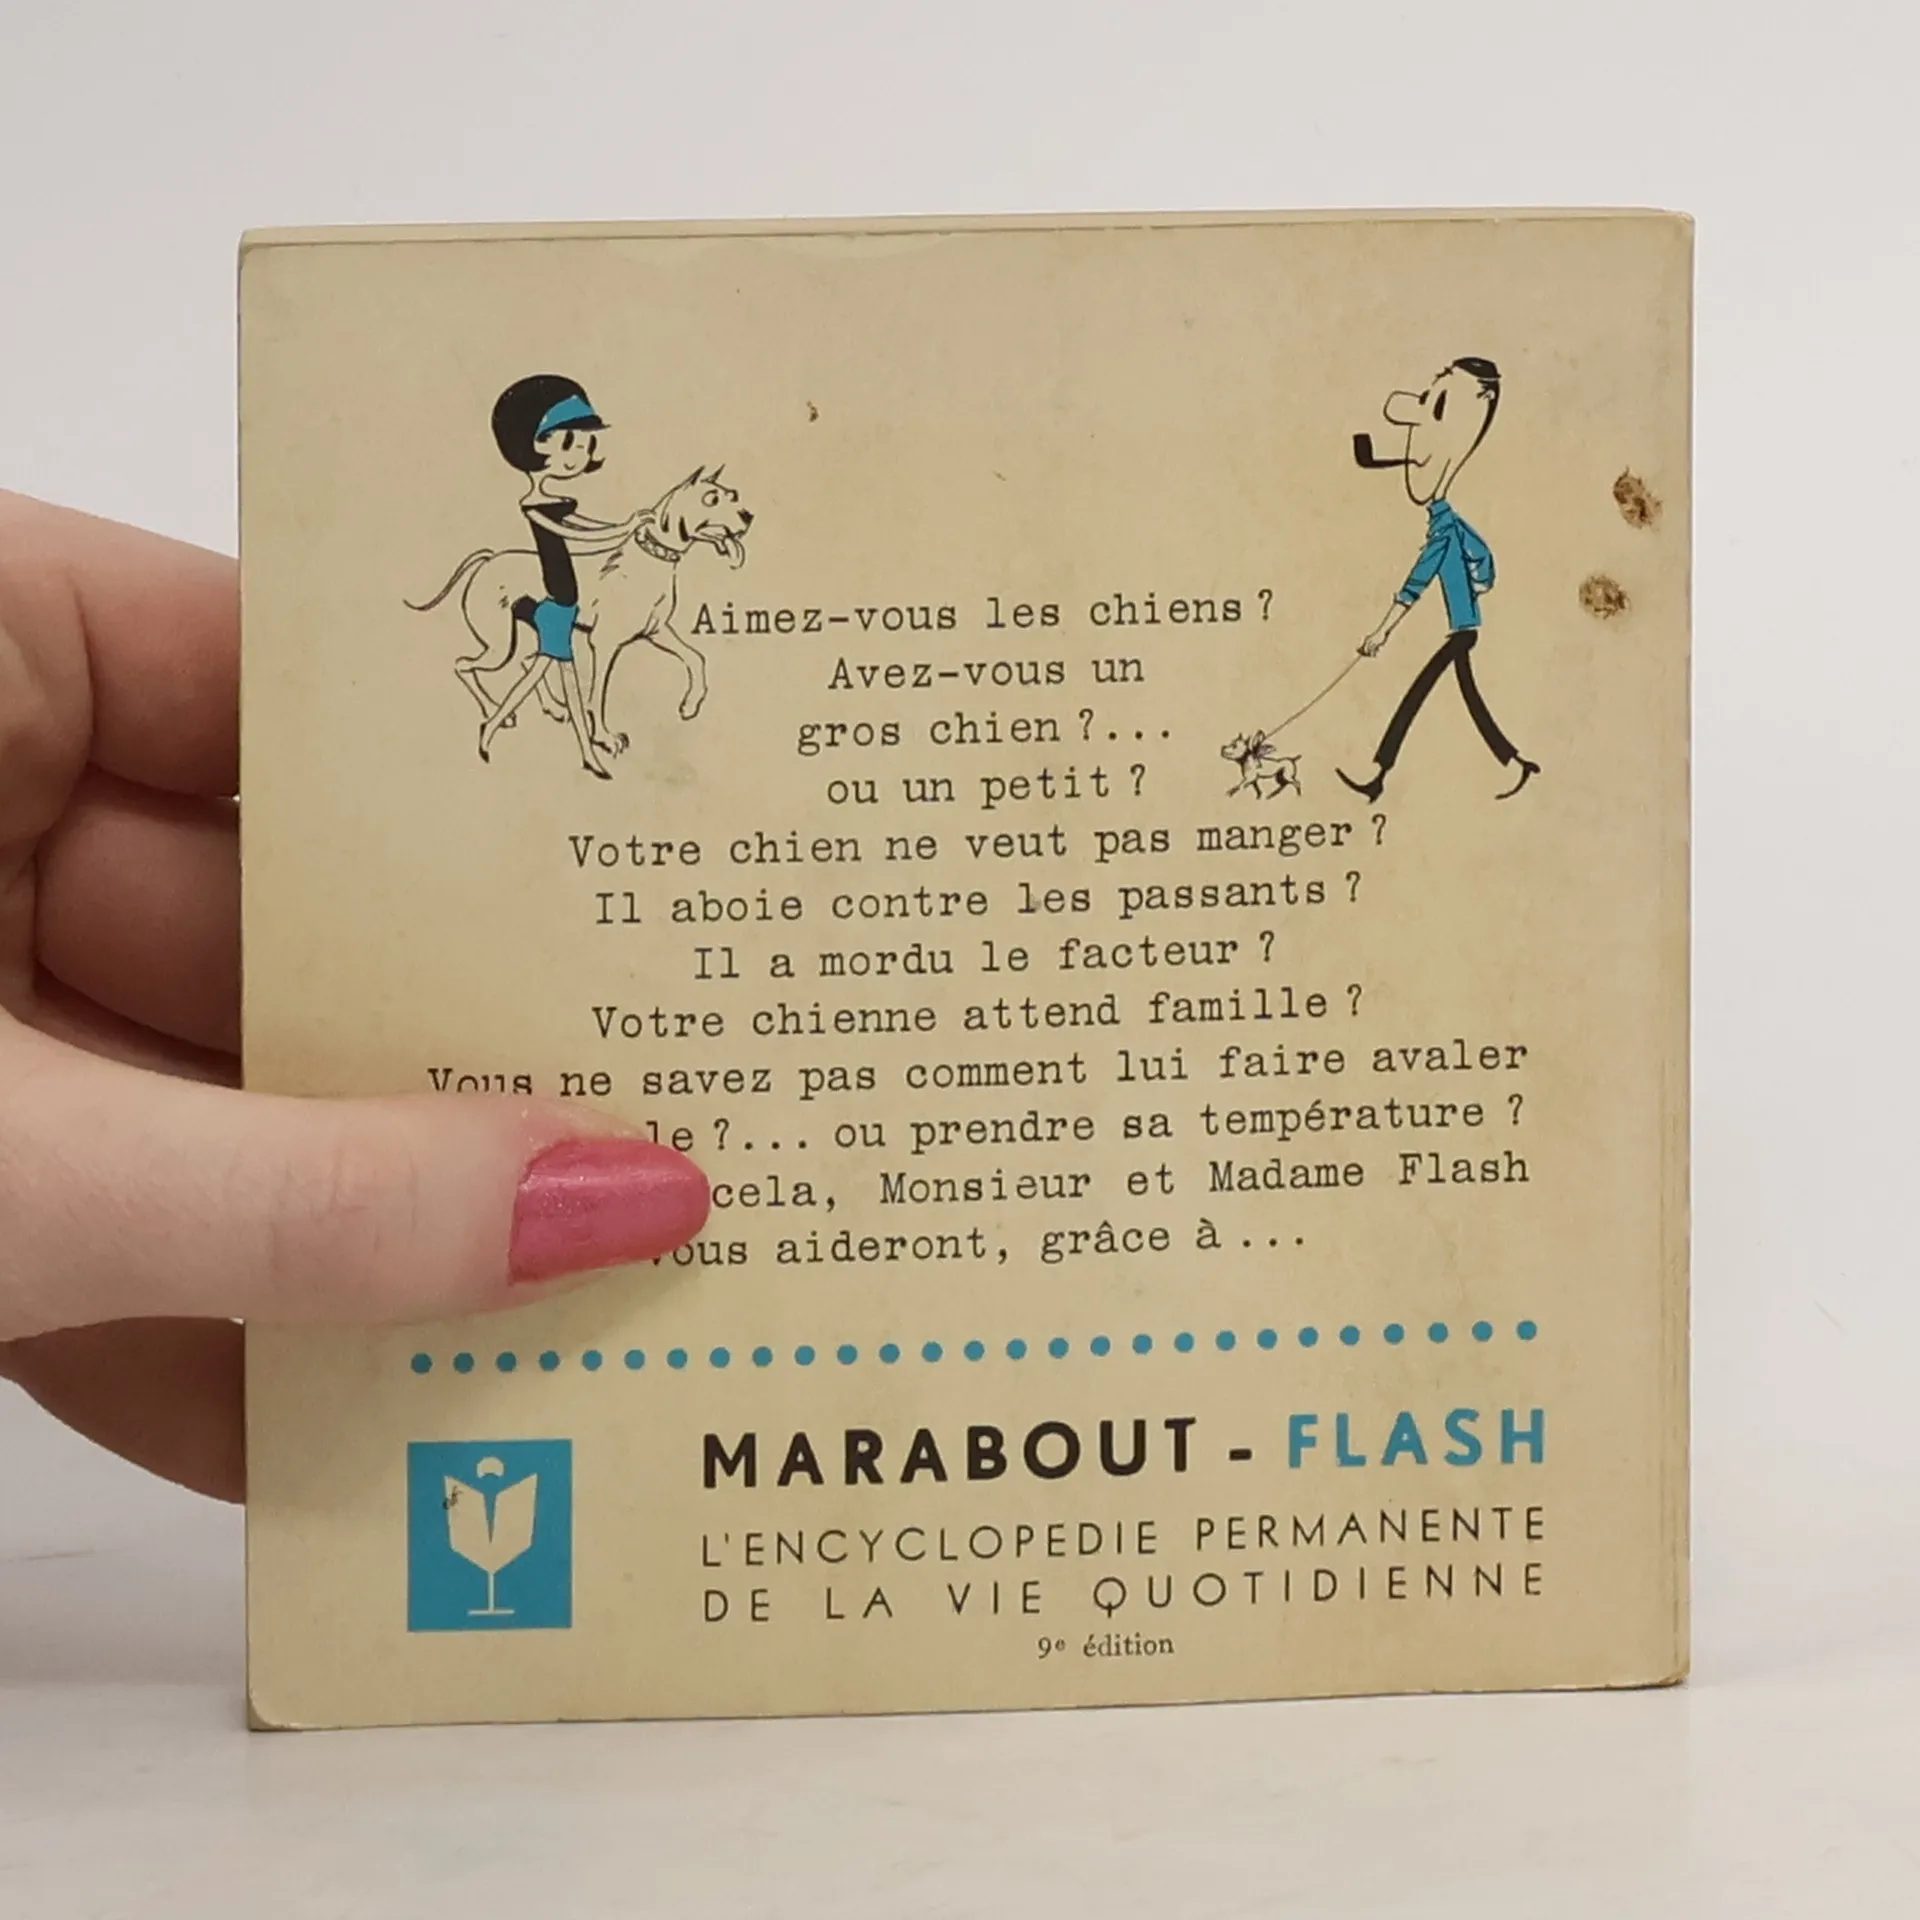 Aimez-vous les chiens ?
Avez-vous un
gros chien ?...
ou un petit ?
Votre chien ne veut pas manger ?
Il aboie contre les passants ?
Il a mordu le facteur ?
Votre chienne attend famille ?
Vous ne savez pas comment lui faire avaler
?... ou prendre sa température ?
cela, Monsieur et Madame Flash
vous aideront, grâce à ...
MARABOUT - FLASH
L'ENCYCLOPEDIE PERMANENTE
DE LA VIE QUOTIDIENNE
9e édition